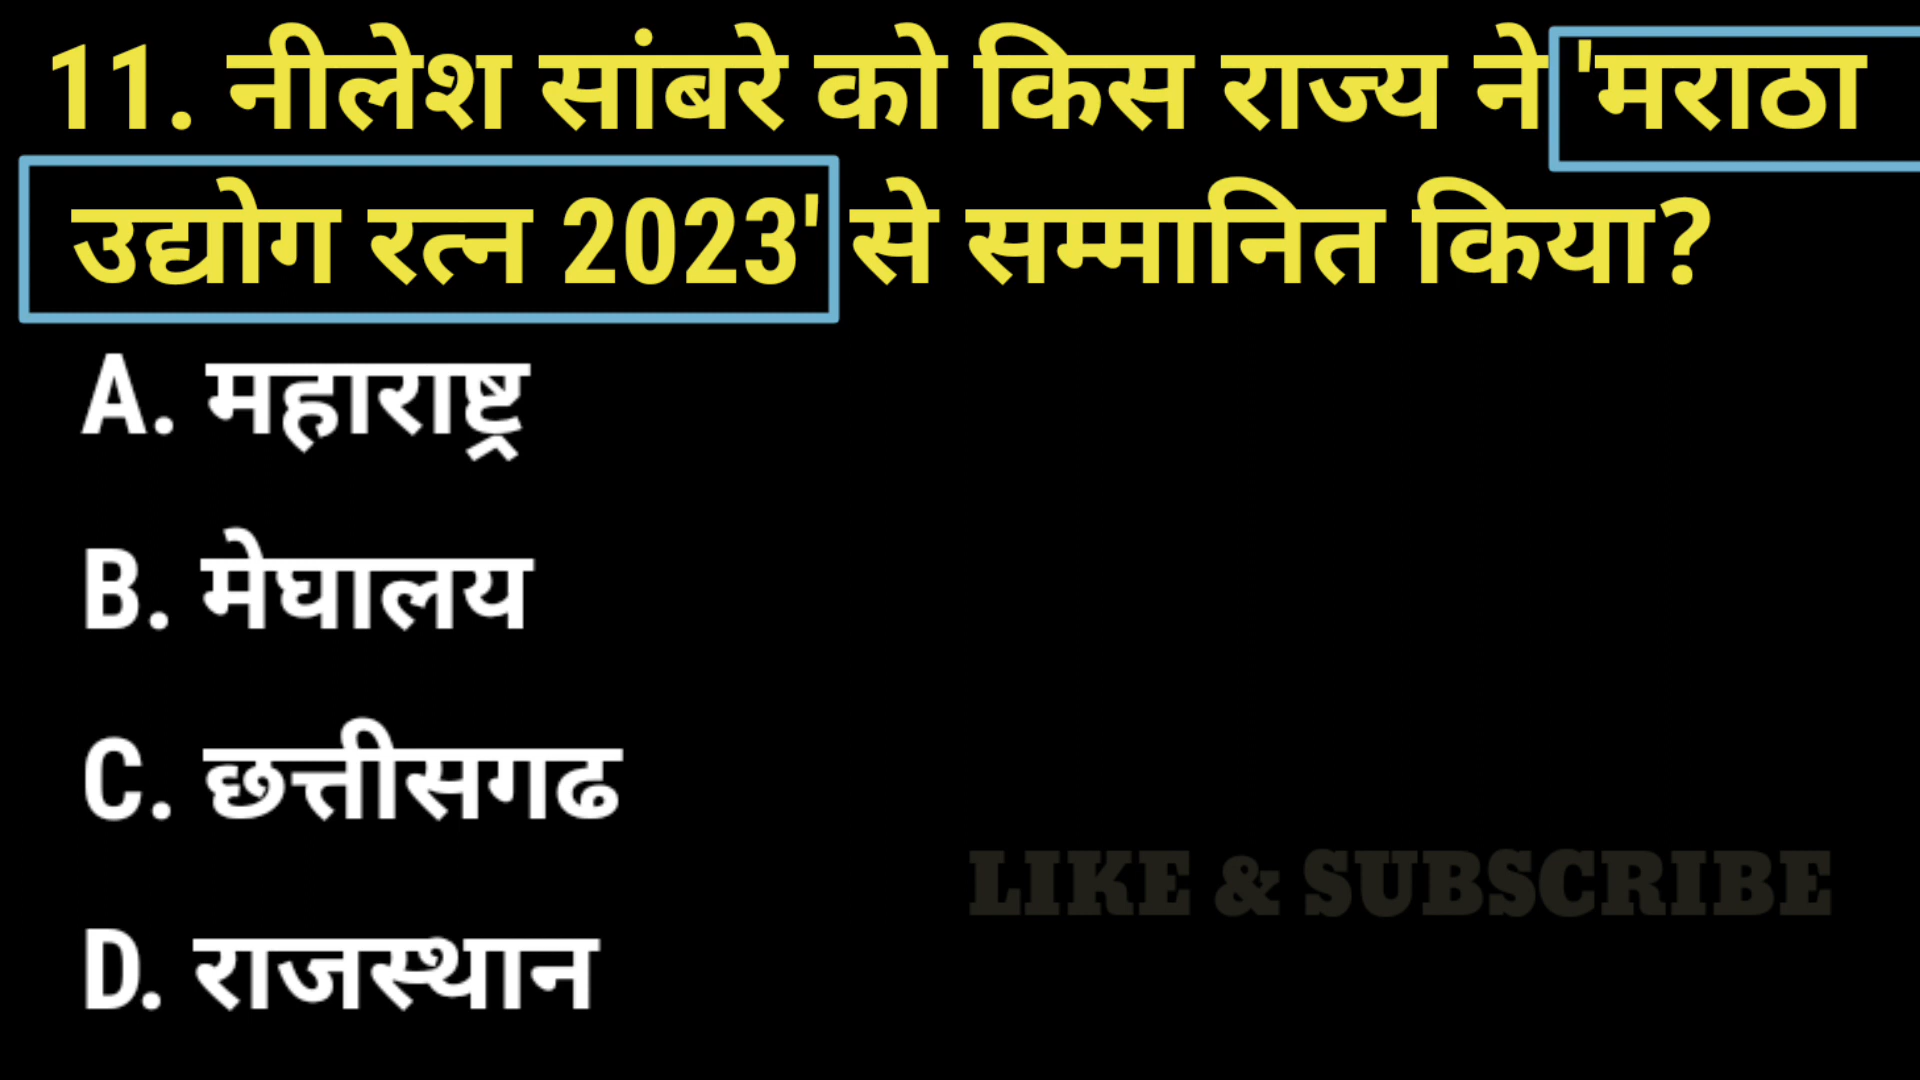 11. नीलेश सांबरे को किस राज्य ने 'मराठा
उद्योग रत्न 2023' से सम्मानित किया?
A. महाराष्ट्र
B. मेघालय
C. छत्तीसगढ
LIKE & SUBSCRIBE
D. राजस्थान